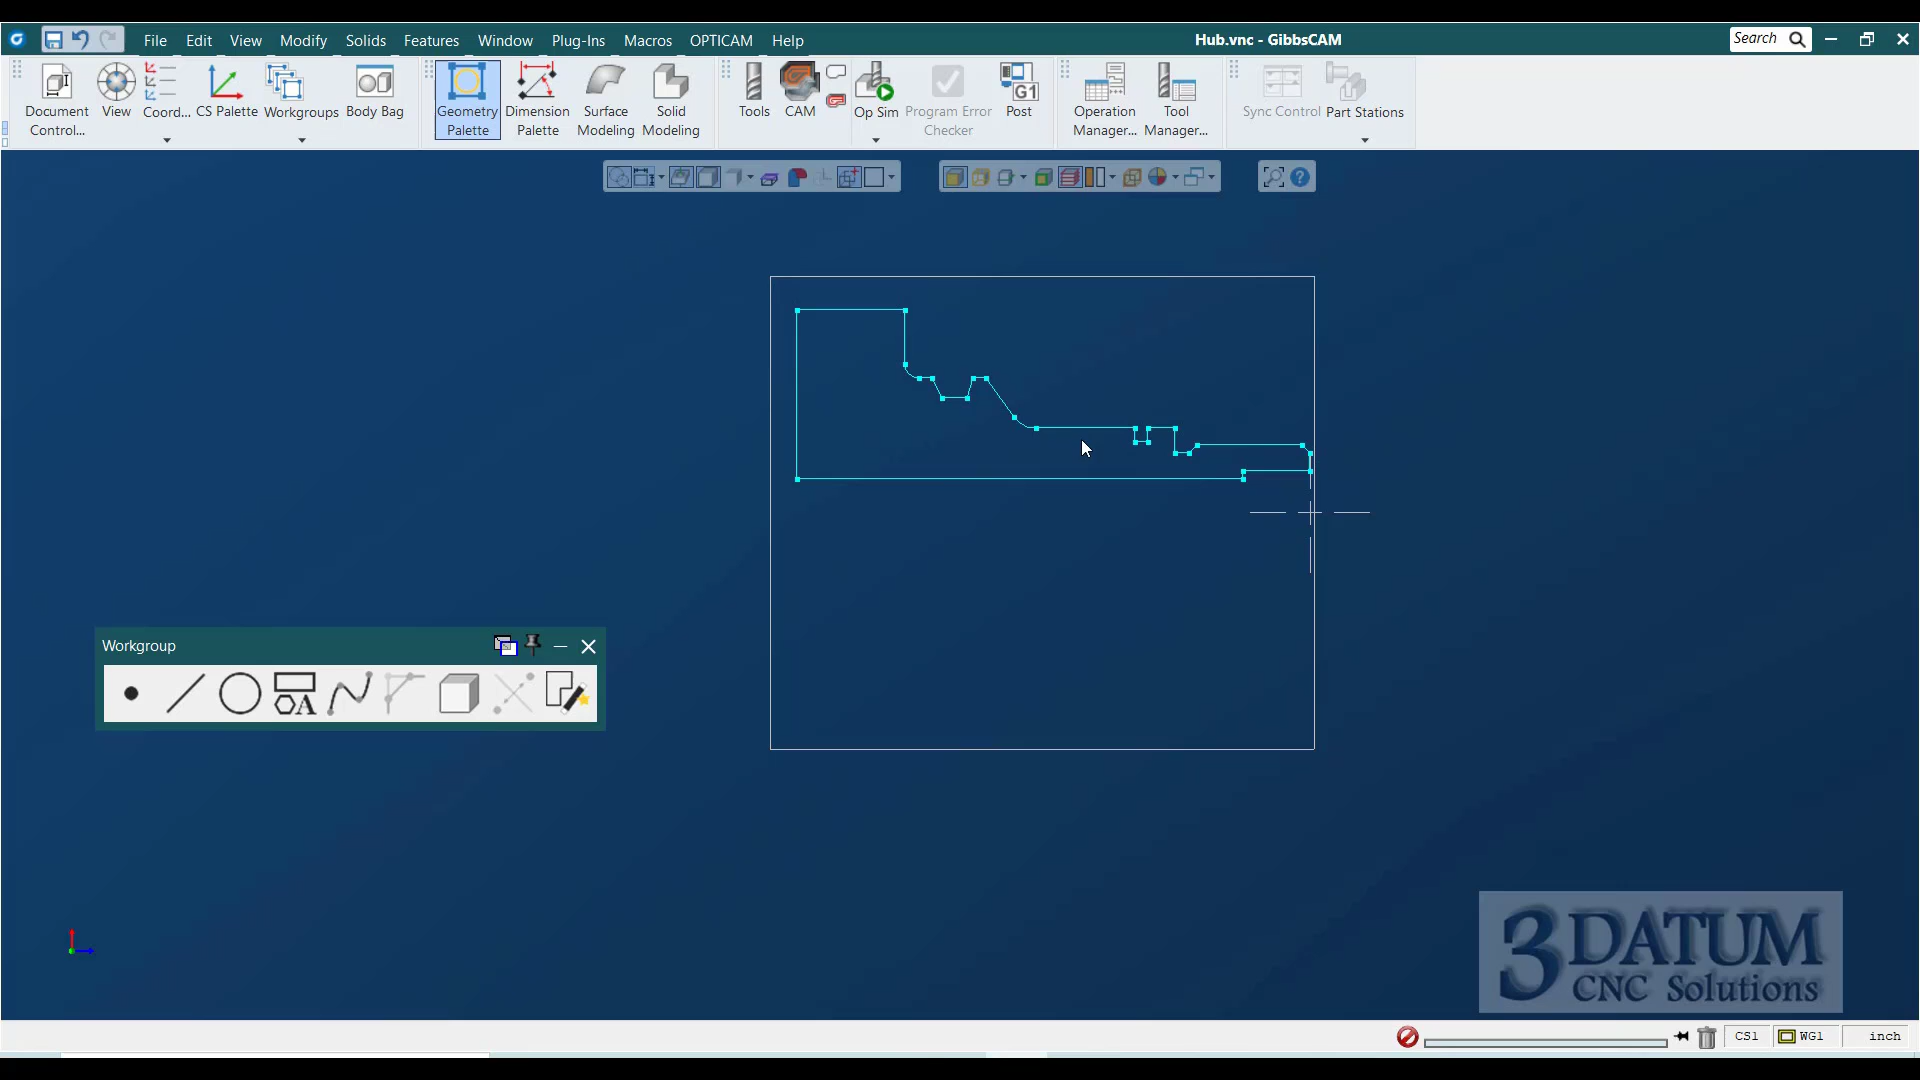 File Edit View Modify Solids Features Window Plug-Ins Macros OPTICAM Help
Hub.vnc - GibbsCAM
Search
Document Control...
View
Coord...
CS Palette
Workgroups
Body Bag
Geometry Palette
Dimension Palette
Surface Modeling
Solid Modeling
Tools
CAM
Op Sim
Program Error Checker
Post
G1
Operation Manager...
Tool Manager...
Sync Control
Part Stations
Workgroup
A
3DATUM
CNC Solutions
CS1
WG1
inch